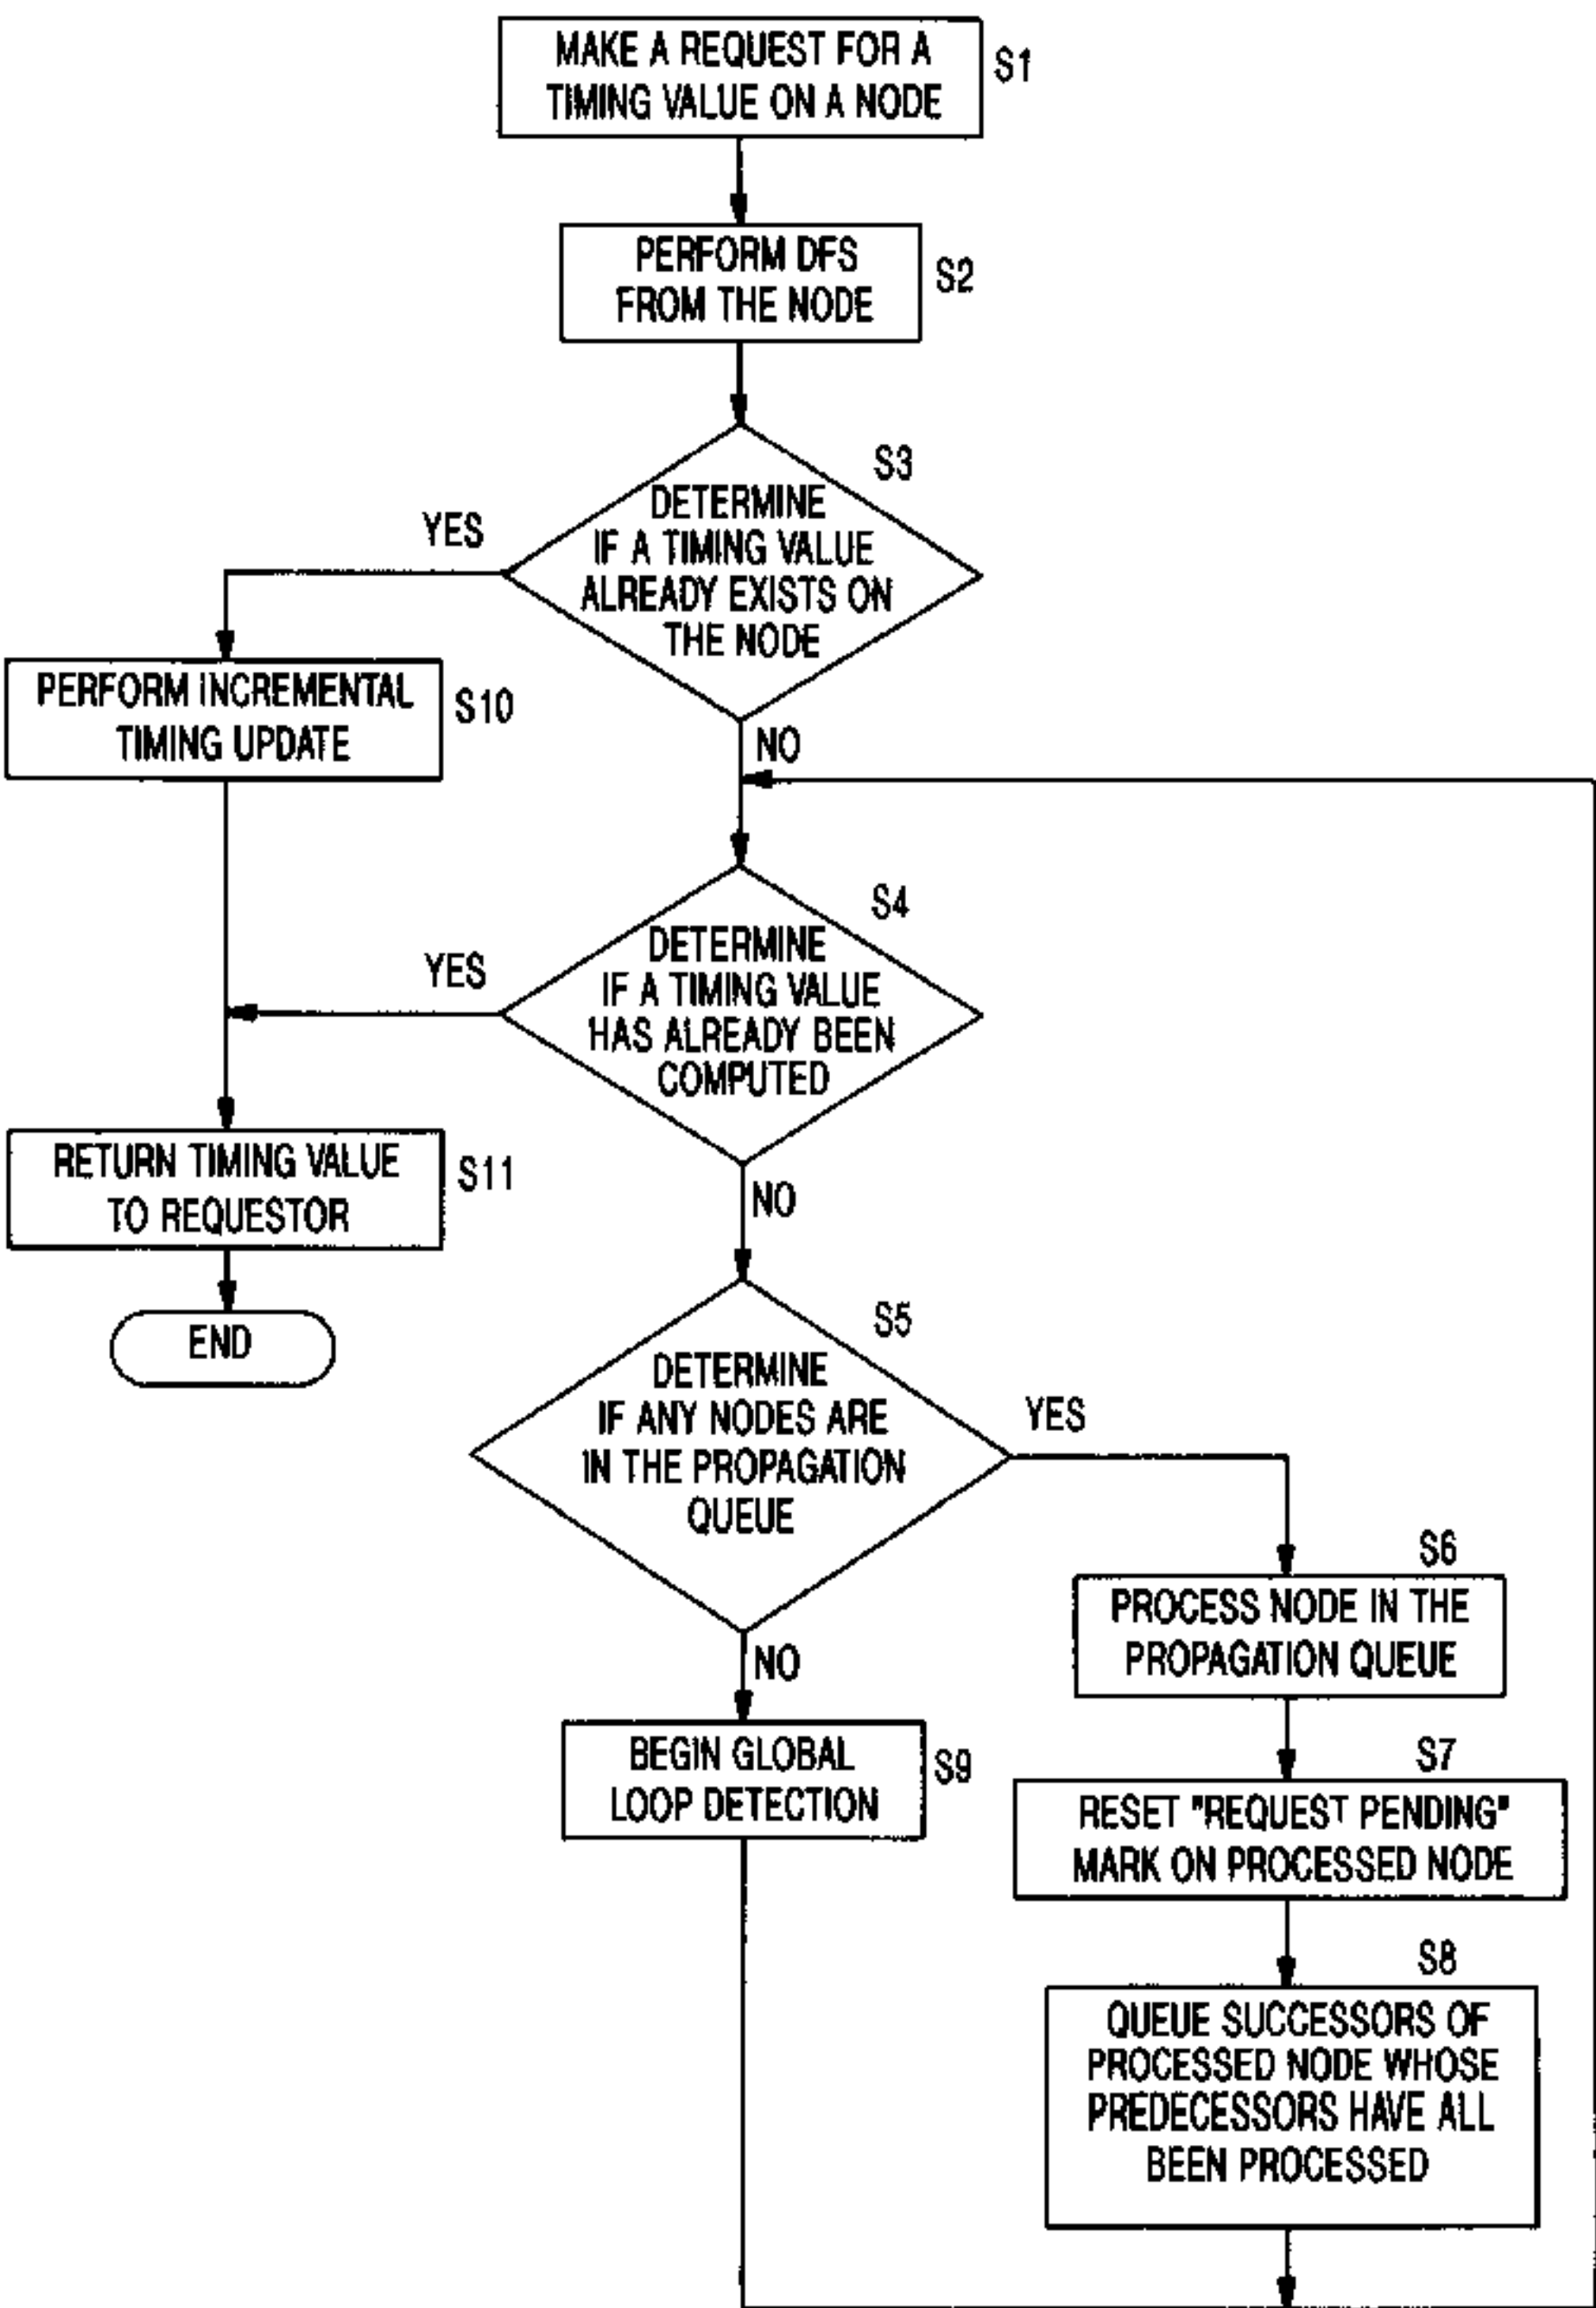 MAKE A REQUEST FOR A
TIMING VALUE ON A NODE
S1
PERFORM DFS
FROM THE NODE
S2
S3
DETERMINE
IF A TIMING VALUE
ALREADY EXISTS ON
THE NODE
YES
NO
PERFORM INCREMENTAL
TIMING UPDATE
S10
S4
DETERMINE
IF A TIMING VALUE
HAS ALREADY BEEN
COMPUTED
YES
NO
RETURN TIMING VALUE
TO REQUESTOR
S11
END
S5
DETERMINE
IF ANY NODES ARE
IN THE PROPAGATION
QUEUE
YES
NO
S6
PROCESS NODE IN THE
PROPAGATION QUEUE
BEGIN GLOBAL
LOOP DETECTION
S9
S7
RESET "REQUEST PENDING"
MARK ON PROCESSED NODE
S8
QUEUE SUCCESSORS OF
PROCESSED NODE WHOSE
PREDECESSORS HAVE ALL
BEEN PROCESSED